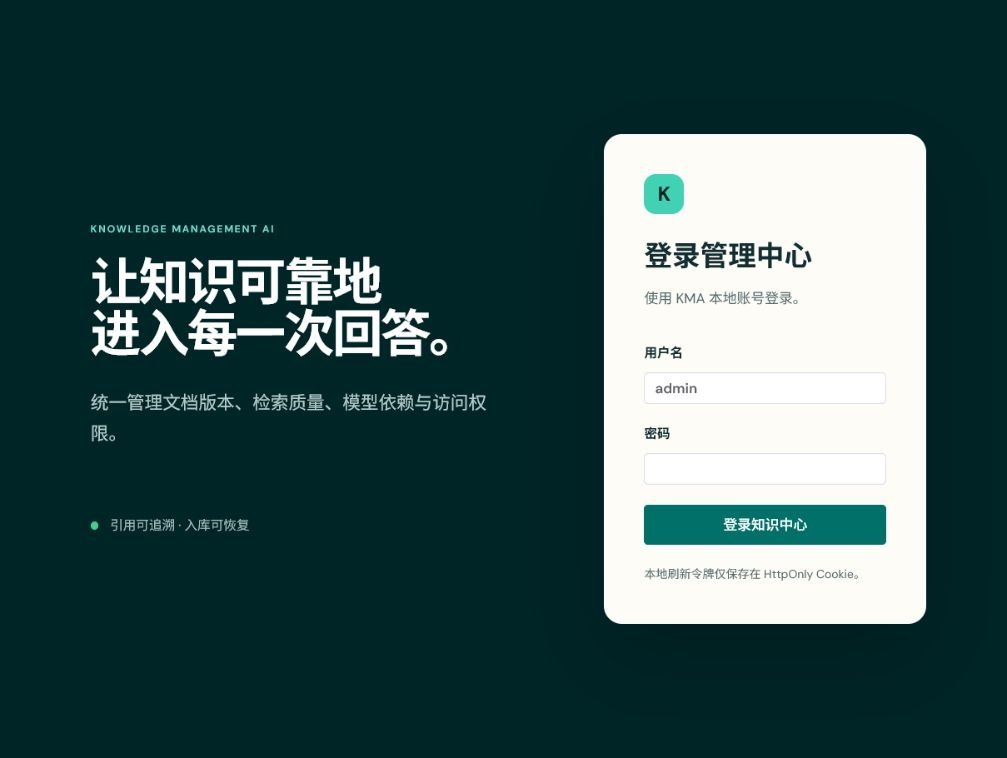 KNOWLEDGE MANAGEMENT AI
让知识可靠地
进入每一次回答。
统一管理文档版本、检索质量、模型依赖与访问权
限。
引用可追溯 · 入库可恢复
K
登录管理中心
使用 KMA 本地账号登录。
用户名
admin
密码
登录知识中心
本地刷新令牌仅保存在 HttpOnly Cookie。